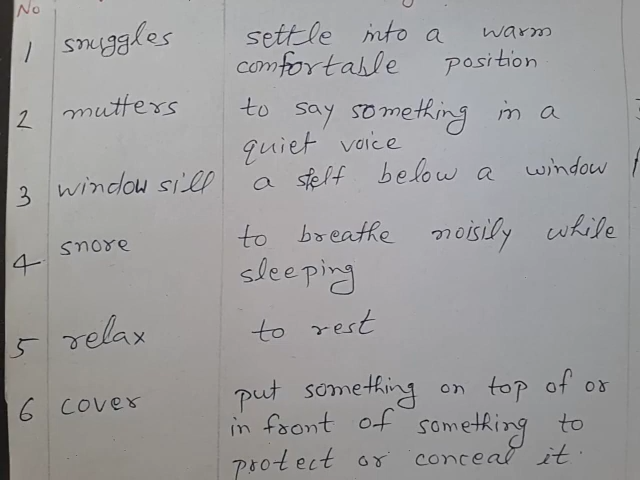 No
1 snuggles settle into a warm
comfortable position
2 mutters to say something in a
quiet voice
3 window sill a self below a window
4 snore to breathe noisily while
sleeping
5 relax to rest
6 cover put something on top of or
in front of something to
protect or conceal it.